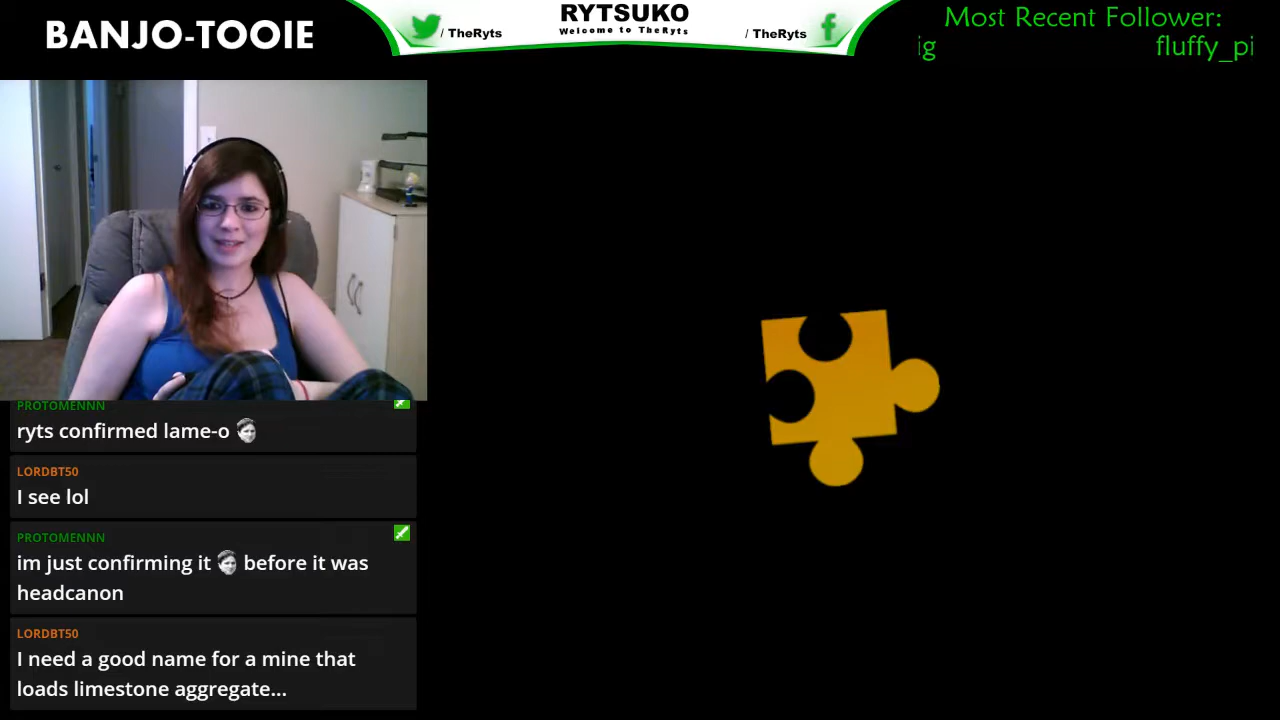 BANJO-TOOIE
/ TheRyts
RYTSUKO
Welcome to TheRyts
/ TheRyts
Most Recent Follower:
ig fluffy_pi
PROTOMENNN
ryts confirmed lame-o
LORDBT50
I see lol
PROTOMENNN
im just confirming it before it was
headcanon
LORDBT50
I need a good name for a mine that
loads limestone aggregate...